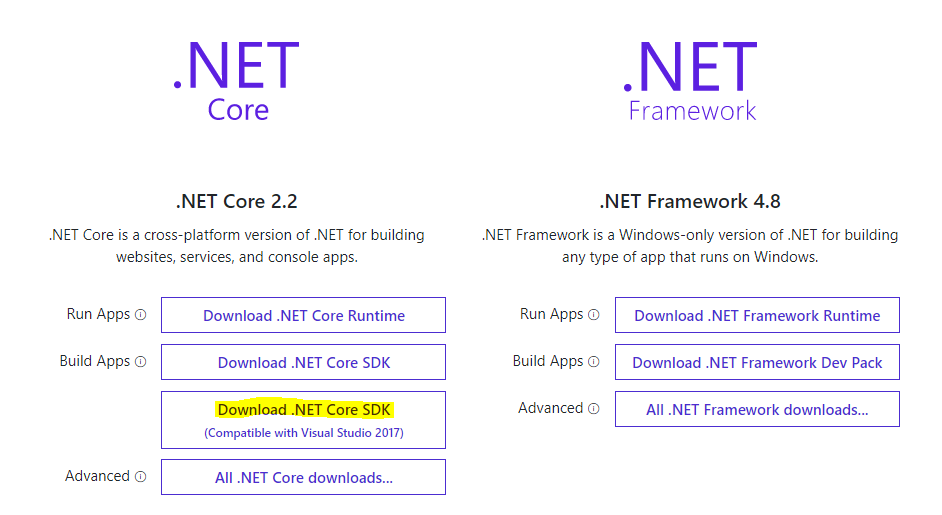 .NET
Core
.NET Core 2.2
.NET Core is a cross-platform version of .NET for building
websites, services, and console apps.
Run Apps
Download .NET Core Runtime
Build Apps
Download .NET Core SDK
Download .NET Core SDK
(Compatible with Visual Studio 2017)
Advanced
All .NET Core downloads...
.NET
Framework
.NET Framework 4.8
.NET Framework is a Windows-only version of .NET for building
any type of app that runs on Windows.
Run Apps
Download .NET Framework Runtime
Build Apps
Download .NET Framework Dev Pack
Advanced
All .NET Framework downloads...